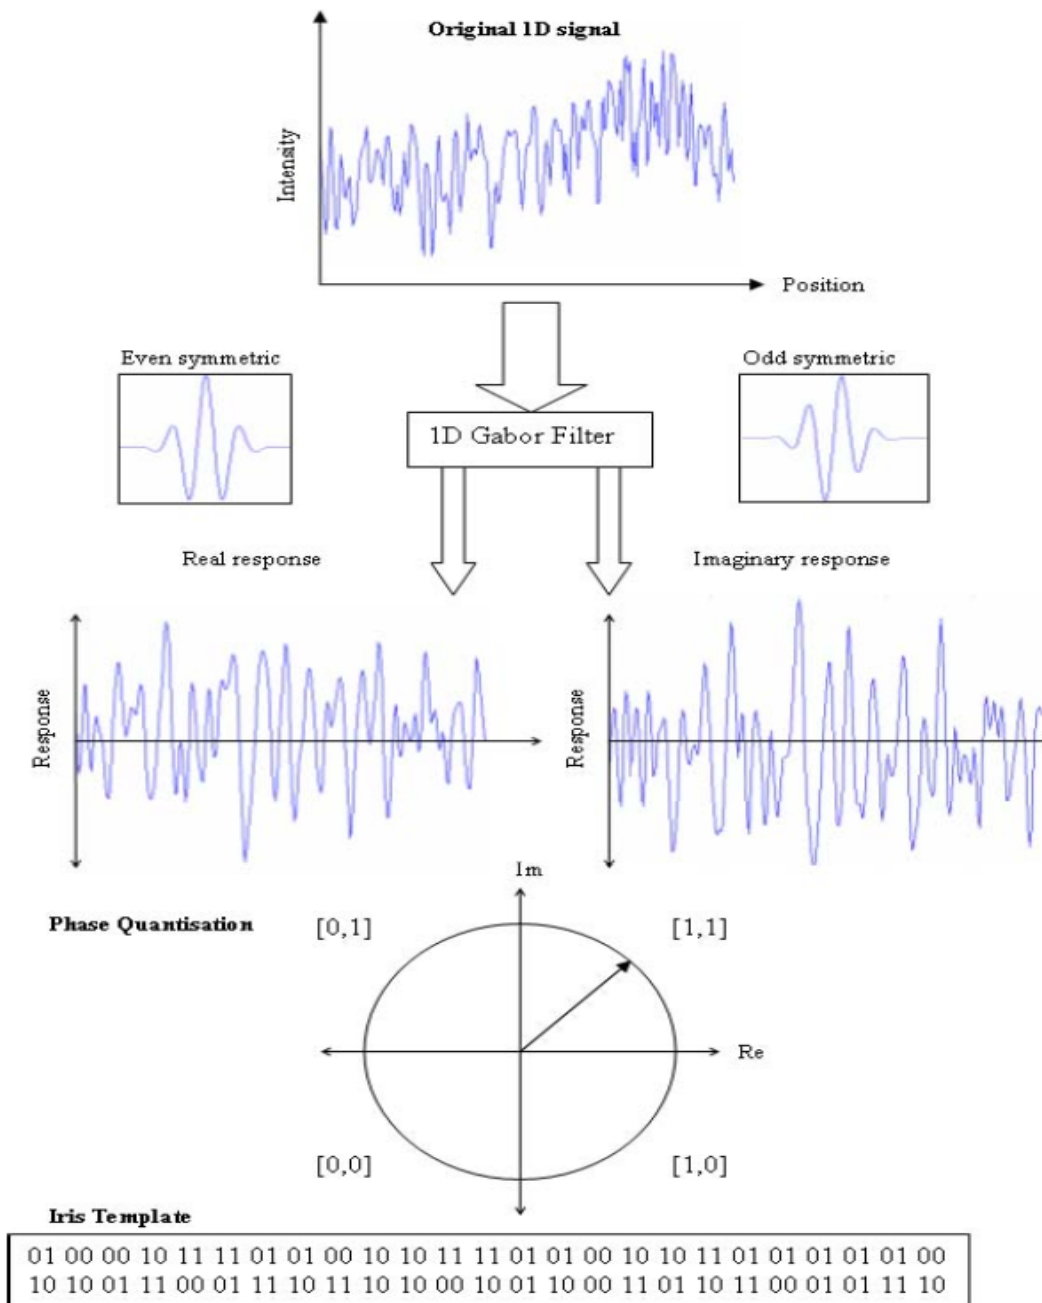 Original 1D signal
Intensity
Position
Even symmetric
Odd symmetric
1D Gabor Filter
Real response
Imaginary response
Response
Response
Im
Phase Quantisation
[0,1]
[1,1]
Re
[0,0]
[1,0]
Iris Template
01 00 00 10 11 11 01 01 00 10 10 11 11 01 01 00 10 10 11 01 01 01 01 01 00
10 10 01 11 00 01 11 10 11 10 10 00 10 01 10 00 11 01 10 11 00 01 01 11 10